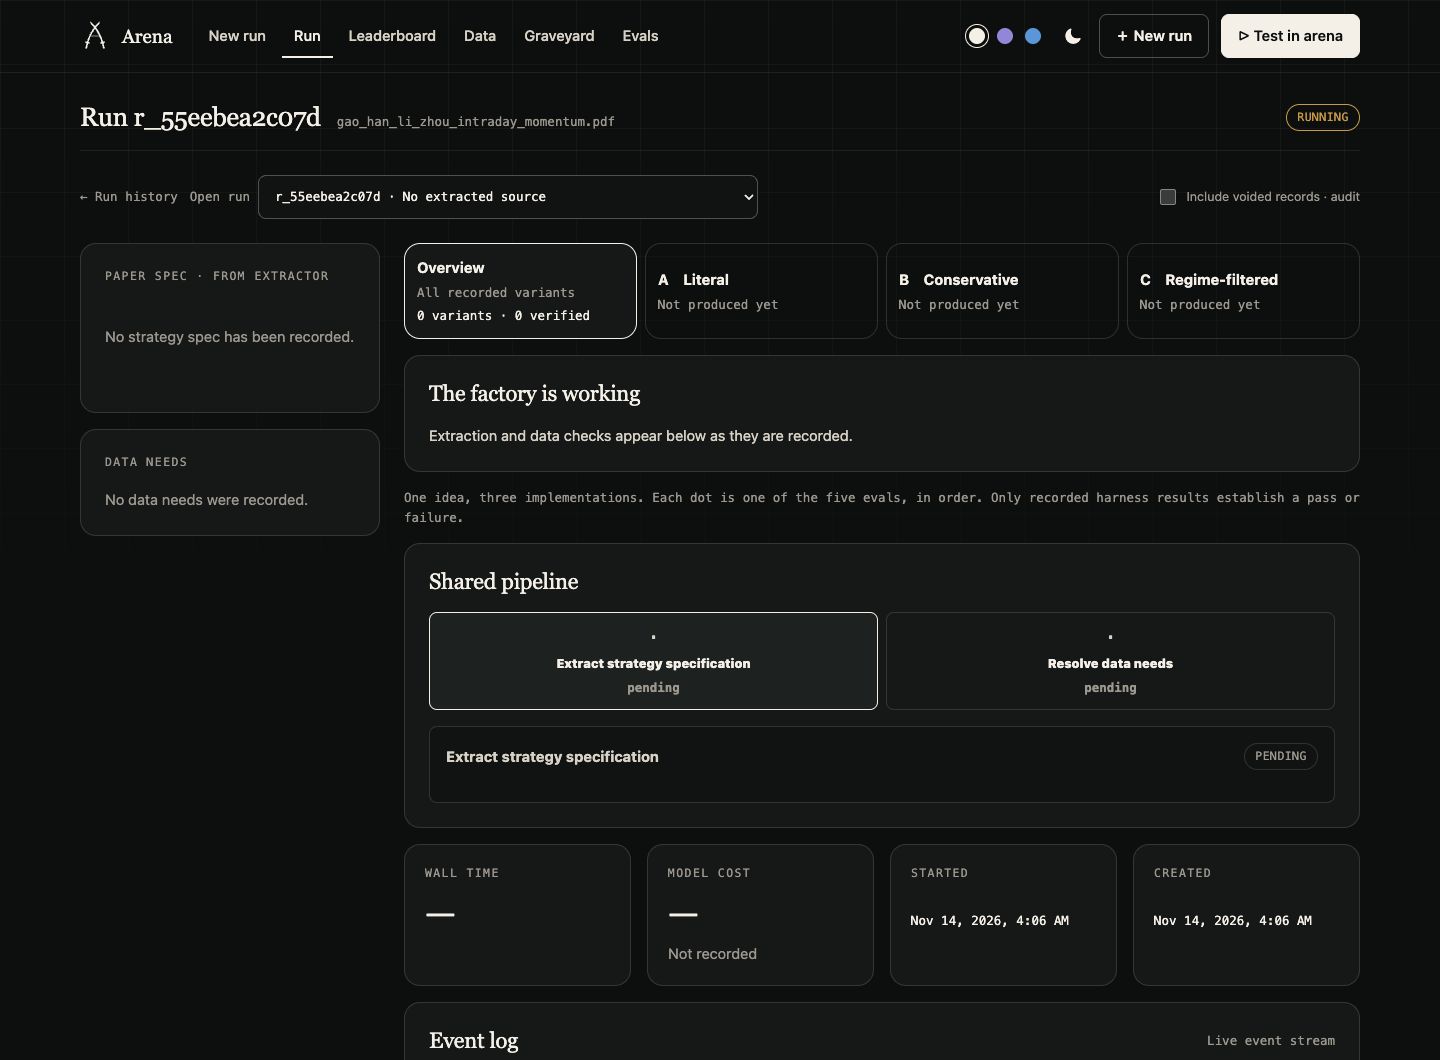 Arena
New run
Run
Leaderboard
Data
Graveyard
Evals
+ New run
Test in arena
Run r_55eebea2c07d
gao_han_li_zhou_intraday_momentum.pdf
RUNNING
← Run history
Open run
r_55eebea2c07d · No extracted source
Include voided records · audit
PAPER SPEC · FROM EXTRACTOR
No strategy spec has been recorded.
DATA NEEDS
No data needs were recorded.
Overview
All recorded variants
0 variants · 0 verified
A Literal
Not produced yet
B Conservative
Not produced yet
C Regime-filtered
Not produced yet
The factory is working
Extraction and data checks appear below as they are recorded.
One idea, three implementations. Each dot is one of the five evals, in order. Only recorded harness results establish a pass or
failure.
Shared pipeline
·
Extract strategy specification
pending
·
Resolve data needs
pending
Extract strategy specification
PENDING
WALL TIME
—
MODEL COST
—
Not recorded
STARTED
Nov 14, 2026, 4:06 AM
CREATED
Nov 14, 2026, 4:06 AM
Event log
Live event stream